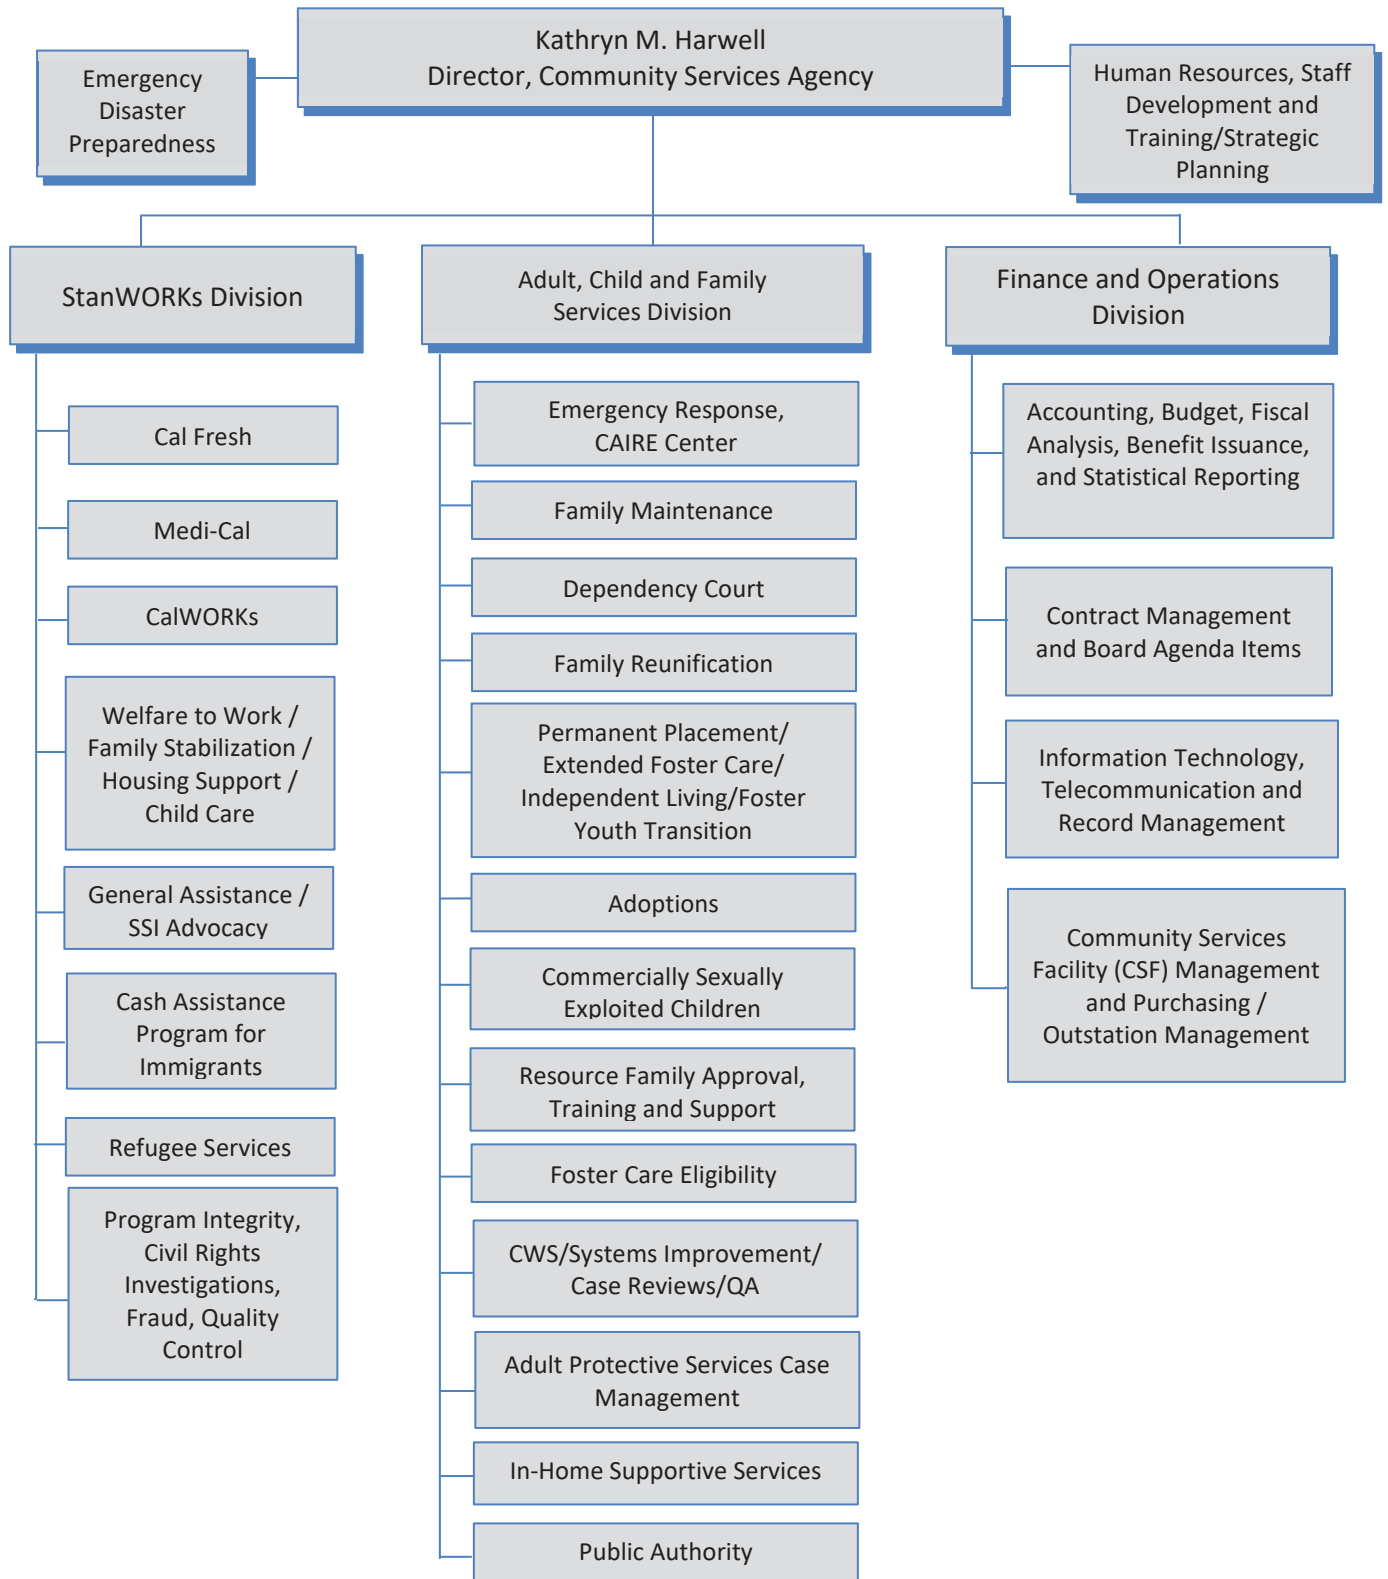 Kathryn M. Harwell
Director, Community Services Agency
Emergency
Disaster
Preparedness
Human Resources, Staff
Development and
Training/Strategic
Planning
StanWORKs Division
Cal Fresh
Medi-Cal
CalWORKs
Welfare to Work /
Family Stabilization /
Housing Support /
Child Care
General Assistance /
SSI Advocacy
Cash Assistance
Program for
Immigrants
Refugee Services
Program Integrity,
Civil Rights
Investigations,
Fraud, Quality
Control
Adult, Child and Family
Services Division
Emergency Response,
CAIRE Center
Family Maintenance
Dependency Court
Family Reunification
Permanent Placement/
Extended Foster Care/
Independent Living/Foster
Youth Transition
Adoptions
Commercially Sexually
Exploited Children
Resource Family Approval,
Training and Support
Foster Care Eligibility
CWS/Systems Improvement/
Case Reviews/QA
Adult Protective Services Case
Management
In-Home Supportive Services
Public Authority
Finance and Operations
Division
Accounting, Budget, Fiscal
Analysis, Benefit Issuance,
and Statistical Reporting
Contract Management
and Board Agenda Items
Information Technology,
Telecommunication and
Record Management
Community Services
Facility (CSF) Management
and Purchasing /
Outstation Management